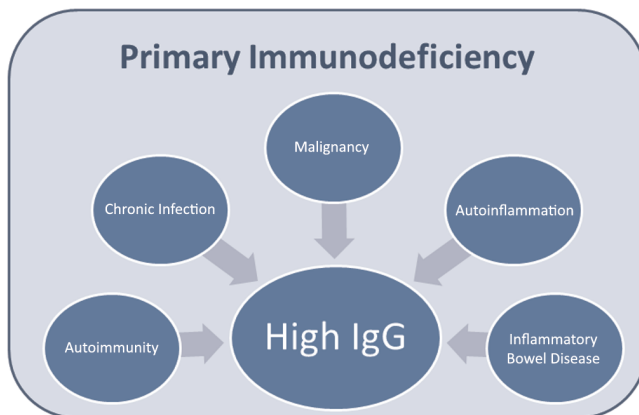 Primary Immunodeficiency
Malignancy
Chronic Infection
Autoinflammation
Autoimmunity
High IgG
Inflammatory
Bowel Disease